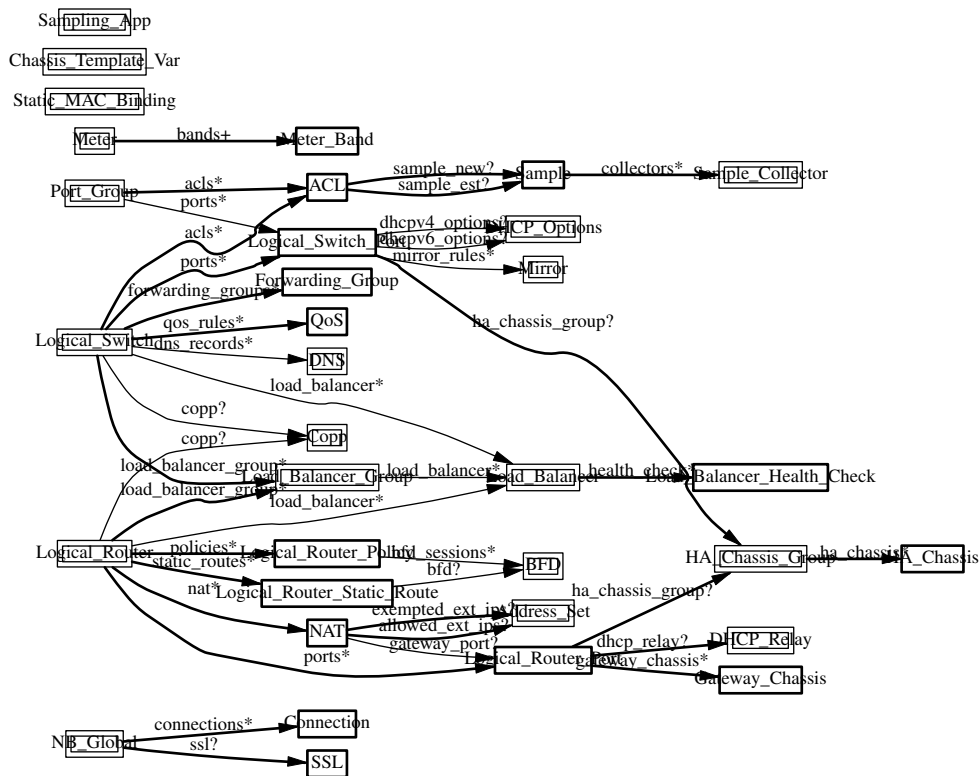 Sampling_App
Chassis_Template_Var
Static_MAC_Binding
Meter
bands+
Meter_Band
Port_Group
acls*
ports*
ACL
sample_new?
sample_est?
Sample
collectors*
Sample_Collector
acls*
ports*
forwarding_groups*
Logical_Switch_Port
dhcpv4_options?
dhcpv6_options?
mirror_rules*
DHCP_Options
Mirror
Forwarding_Group
ha_chassis_group?
Logical_Switch
qos_rules*
dns_records*
QoS
DNS
load_balancer*
copp?
copp?
Copp
load_balancer_group*
load_balancer_group*
Load_Balancer_Group
load_balancer*
load_balancer*
Load_Balancer
health_check*
Load_Balancer_Health_Check
Logical_Router
policies*
static_routes*
nat*
ports*
Logical_Router_Policy
bfd_sessions*
bfd?
BFD
Logical_Router_Static_Route
HA_Chassis_Group
ha_chassis*
HA_Chassis
ha_chassis_group?
NAT
exempted_ext_ips?
allowed_ext_ips?
gateway_port?
Address_Set
Logical_Router_Port
dhcp_relay?
gateway_chassis*
DHCP_Relay
Gateway_Chassis
NB_Global
connections*
ssl?
Connection
SSL